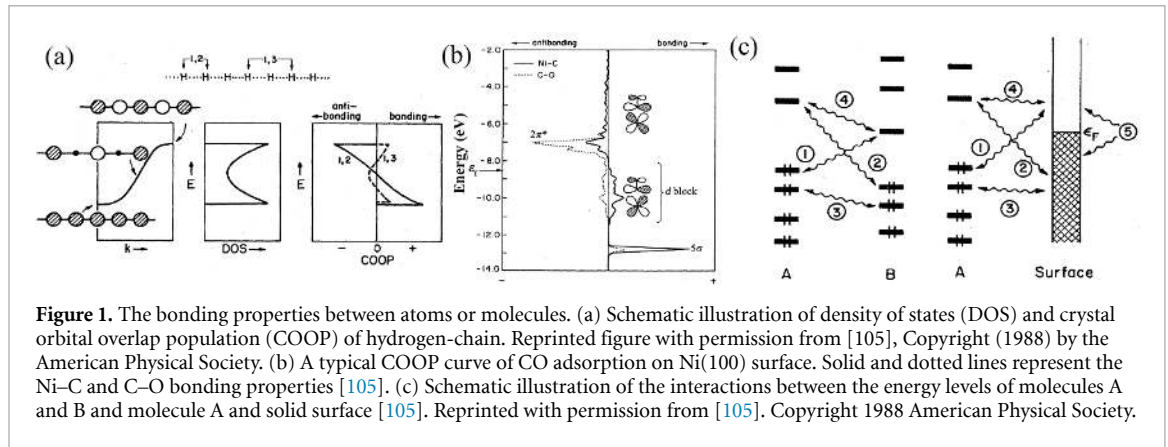 (a)
1,2
1,3
H H H H H H H
E
k
DOS
E
anti-
bonding
bonding
1,2
1,3
− 0 +
COOP
(b)
antibonding
bonding
Ni–C
C–O
Energy (eV)
-2.0
-4.0
-6.0
2π*
-8.0
d block
-10.0
-12.0
5σ
-14.0
−
+
(c)
4
1
2
3
A
B
4
εF
5
1
2
3
A
Surface
Figure 1. The bonding properties between atoms or molecules. (a) Schematic illustration of density of states (DOS) and crystal
orbital overlap population (COOP) of hydrogen-chain. Reprinted figure with permission from [105], Copyright (1988) by the
American Physical Society. (b) A typical COOP curve of CO adsorption on Ni(100) surface. Solid and dotted lines represent the
Ni–C and C–O bonding properties [105]. (c) Schematic illustration of the interactions between the energy levels of molecules A
and B and molecule A and solid surface [105]. Reprinted with permission from [105]. Copyright 1988 American Physical Society.